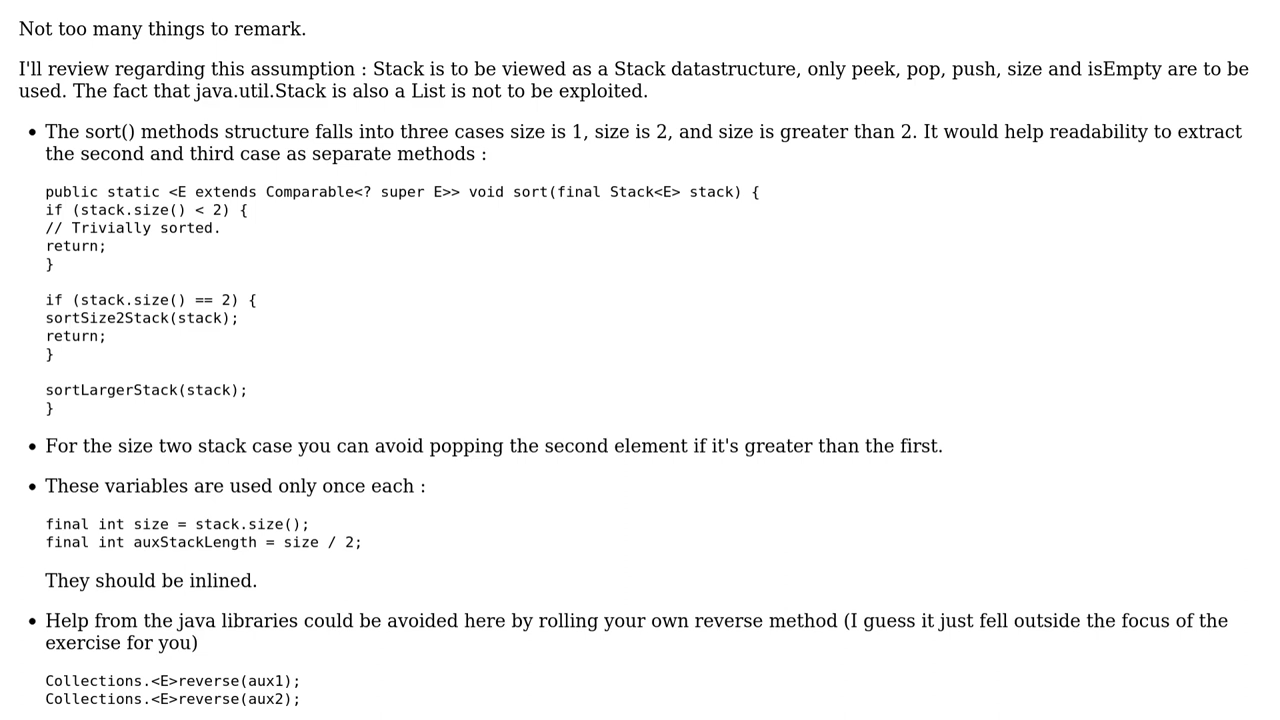 Not too many things to remark.
I'll review regarding this assumption : Stack is to be viewed as a Stack datastructure, only peek, pop, push, size and isEmpty are to be
used. The fact that java.util.Stack is also a List is not to be exploited.
• The sort() methods structure falls into three cases size is 1, size is 2, and size is greater than 2. It would help readability to extract
the second and third case as separate methods :
public static <E extends Comparable<? super E>> void sort(final Stack<E> stack) {
if (stack.size() < 2) {
// Trivially sorted.
return;
}
if (stack.size() == 2) {
sortSize2Stack(stack);
return;
}
sortLargerStack(stack);
}
• For the size two stack case you can avoid popping the second element if it's greater than the first.
• These variables are used only once each :
final int size = stack.size();
final int auxStackLength = size / 2;
They should be inlined.
• Help from the java libraries could be avoided here by rolling your own reverse method (I guess it just fell outside the focus of the
exercise for you)
Collections.<E>reverse(aux1);
Collections.<E>reverse(aux2);